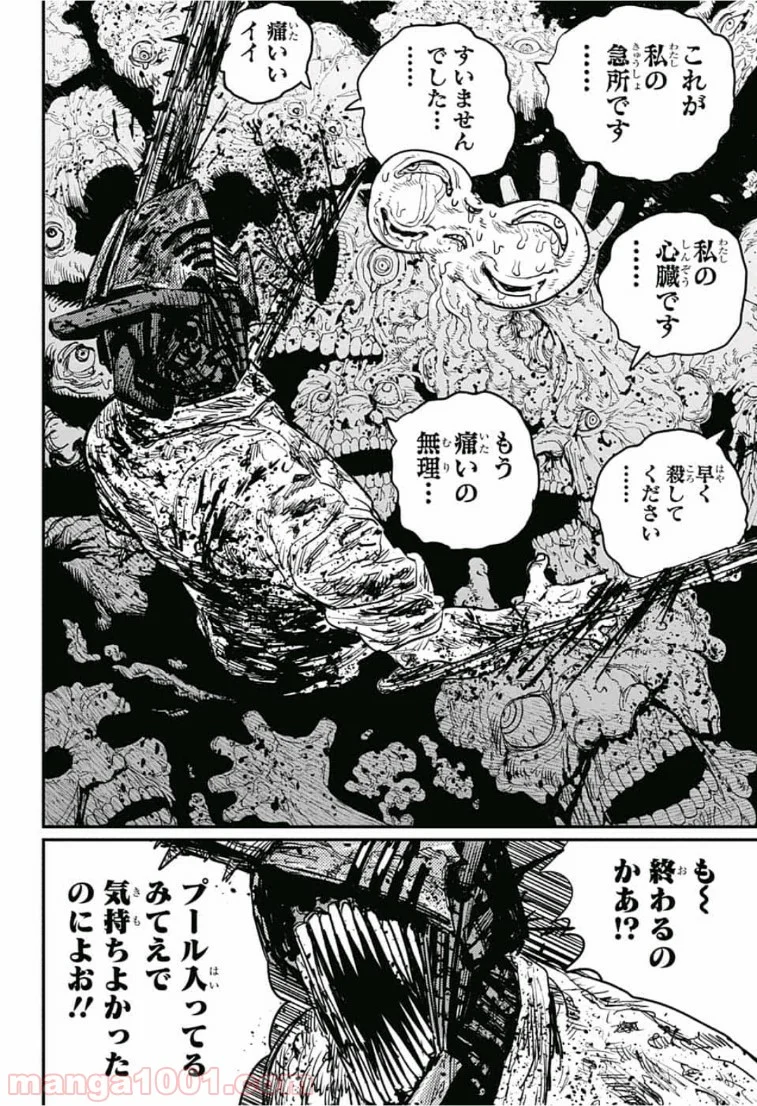 これが
私の
急所です
……
すいません
でした…
……
痛いい
イイ
私の
心臓です
……
早く
殺して
ください
……
もう
痛いの
無理…
も〜
終わるの
かあ!?
プール入ってる
みてえで
気持ちよかった
のによお!!
manga1001.com